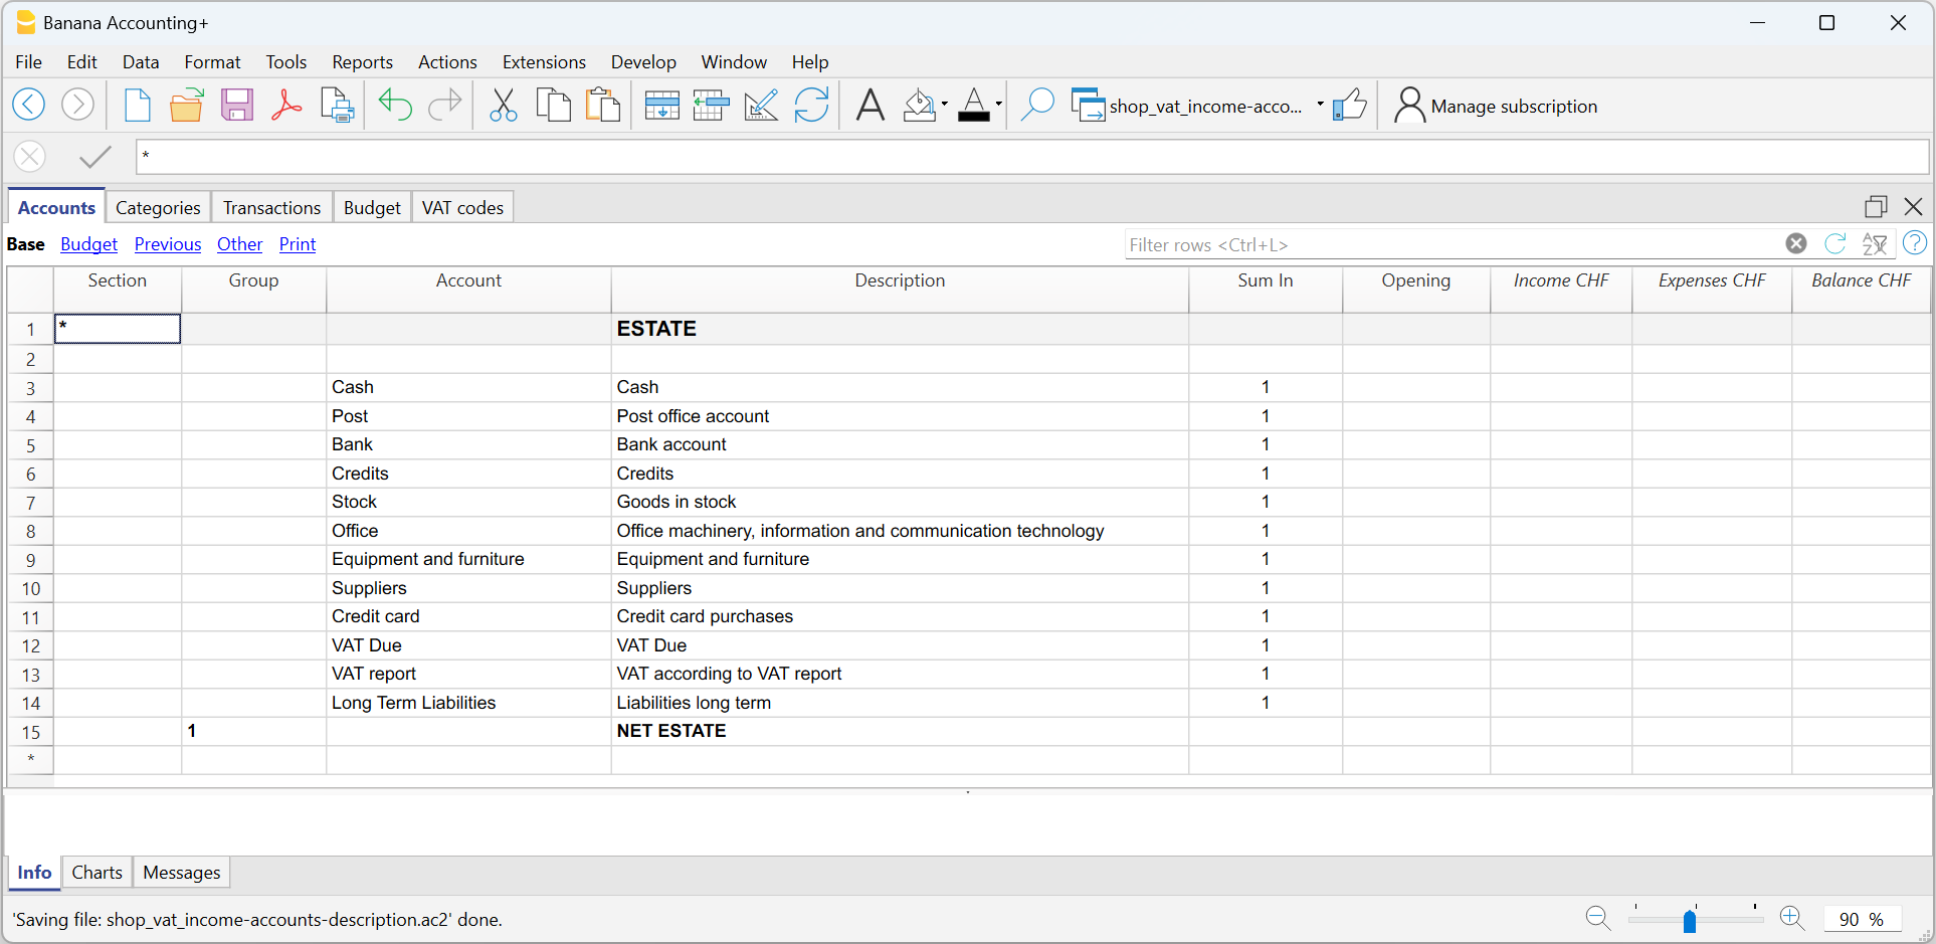 Banana Accounting+
File Edit Data Format Tools Reports Actions Extensions Develop Window Help
shop_vat_income-acco... Manage subscription
*
Accounts Categories Transactions Budget VAT codes
Base Budget Previous Other Print Filter rows <Ctrl+L>
Section Group Account Description Sum In Opening Income CHF Expenses CHF Balance CHF
1 * ESTATE
2
3 Cash Cash 1
4 Post Post office account 1
5 Bank Bank account 1
6 Credits Credits 1
7 Stock Goods in stock 1
8 Office Office machinery, information and communication technology 1
9 Equipment and furniture Equipment and furniture 1
10 Suppliers Suppliers 1
11 Credit card Credit card purchases 1
12 VAT Due VAT Due 1
13 VAT report VAT according to VAT report 1
14 Long Term Liabilities Liabilities long term 1
15 1 NET ESTATE
*
Info Charts Messages
'Saving file: shop_vat_income-accounts-description.ac2' done. 90 %